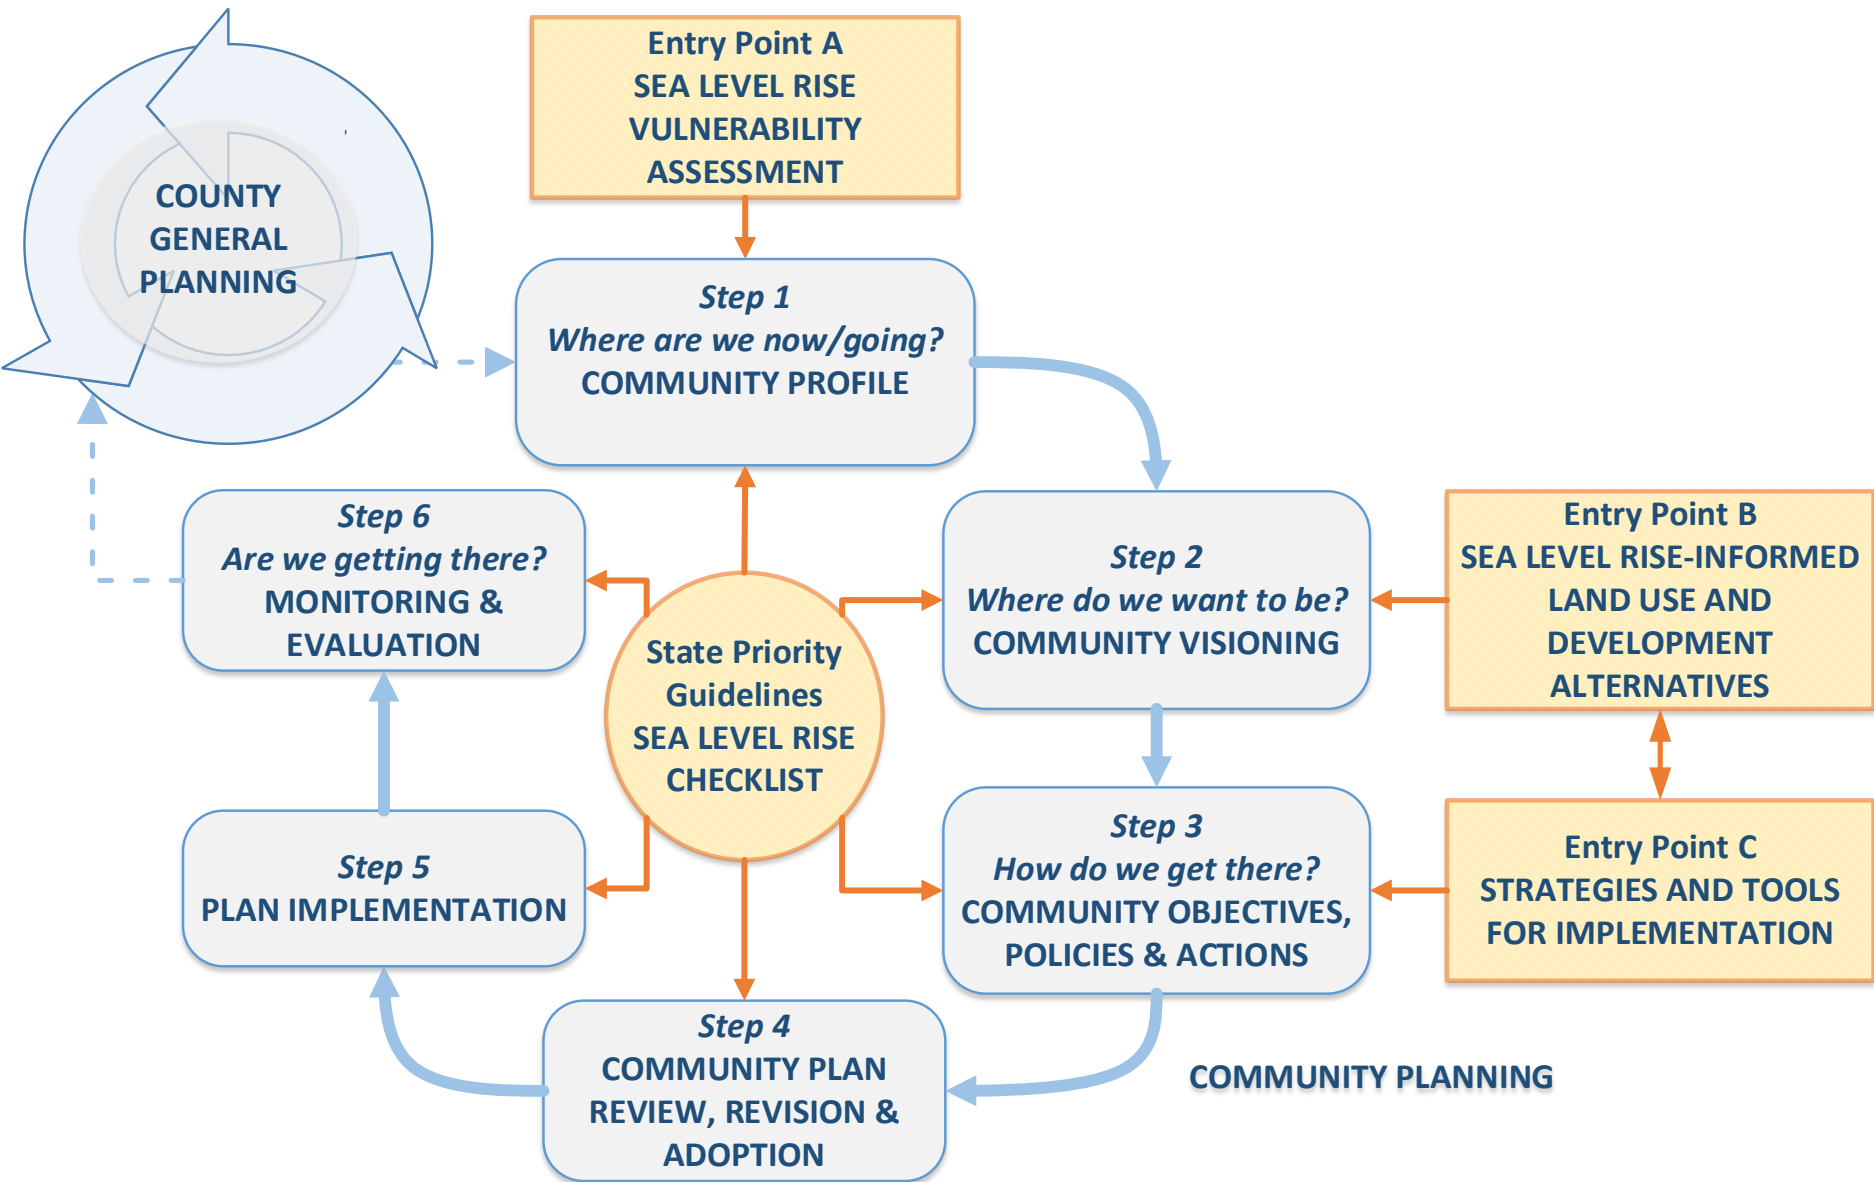 COUNTY
GENERAL
PLANNING
Entry Point A
SEA LEVEL RISE
VULNERABILITY
ASSESSMENT
Step 1
Where are we now/going?
COMMUNITY PROFILE
Step 2
Where do we want to be?
COMMUNITY VISIONING
Entry Point B
SEA LEVEL RISE-INFORMED
LAND USE AND
DEVELOPMENT
ALTERNATIVES
Step 6
Are we getting there?
MONITORING &
EVALUATION
State Priority
Guidelines
SEA LEVEL RISE
CHECKLIST
Step 3
How do we get there?
COMMUNITY OBJECTIVES,
POLICIES & ACTIONS
Entry Point C
STRATEGIES AND TOOLS
FOR IMPLEMENTATION
Step 5
PLAN IMPLEMENTATION
Step 4
COMMUNITY PLAN
REVIEW, REVISION &
ADOPTION
COMMUNITY PLANNING